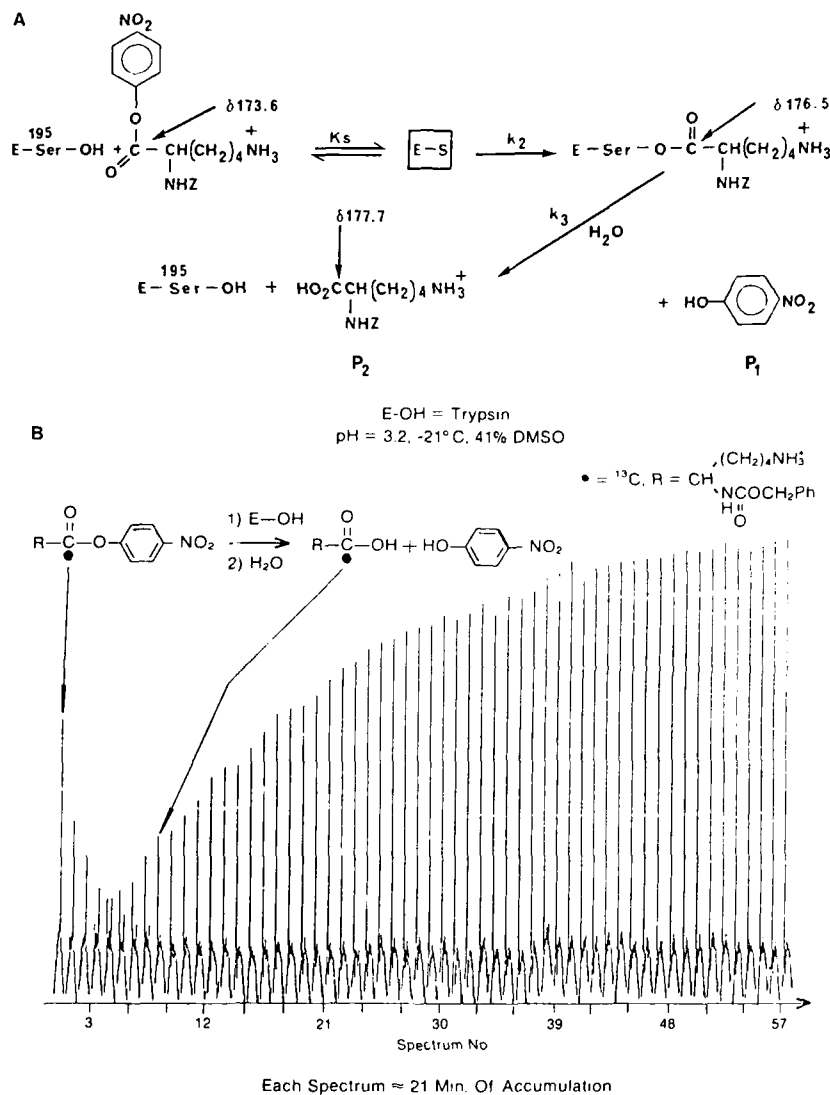 A
NO₂
O
δ173.6
195
E-Ser-OH + C-CH(CH₂)₄NH₃
+
O
NHZ
Ks
E-S
k₂
O
δ176.5
E-Ser-O-C-CH(CH₂)₄NH₃
+
NHZ
k₃
H₂O
δ177.7
195
E-Ser-OH + HO₂CCH(CH₂)₄NH₃
+
NHZ
+ HO
NO₂
P₂
P₁
E-OH = Trypsin
pH = 3.2, -21°C, 41% DMSO
B
• = ¹³C, R = CH
(CH₂)₄NH₃⁺
NCOCH₂Ph
H O
O
R-C-O
NO₂
1) E-OH
2) H₂O
O
R-C-OH + HO
NO₂
3 12 21 30 39 48 57
Spectrum No
Each Spectrum ≈ 21 Min. Of Accumulation